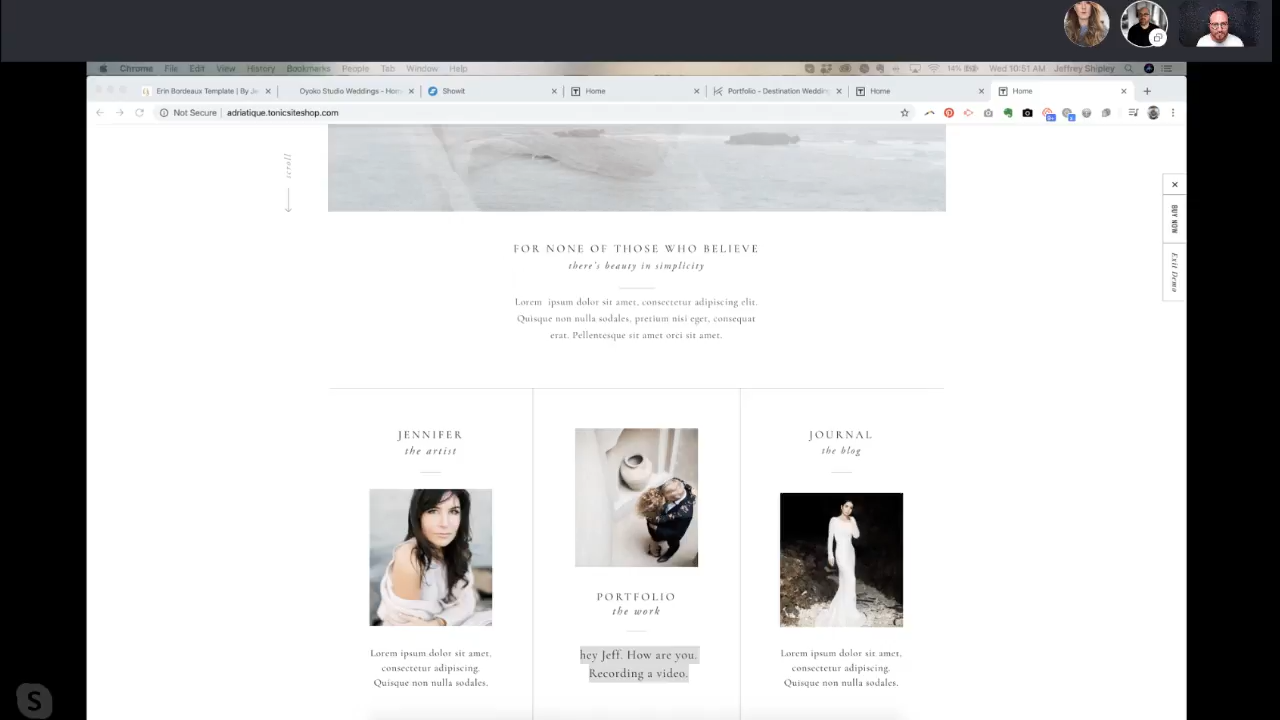 Chrome File Edit View History Bookmarks People Tab Window Help
14% Wed 10:51 AM Jeffrey Shipley
Erin Bordeaux Template | By Je
Oyoko Studio Weddings – Hom
Showit
Home
Portfolio - Destination Wedding
Home
Home
Not Secure adriatique.tonicsiteshop.com
scroll
BUY NOW
Exit Demo
FOR NONE OF THOSE WHO BELIEVE
there's beauty in simplicity
Lorem ipsum dolor sit amet, consectetur adipiscing elit.
Quisque non nulla sodales, pretium nisi eget, consequat
erat. Pellentesque sit amet orci sit amet.
JENNIFER
the artist
Lorem ipsum dolor sit amet,
consectetur adipiscing.
Quisque non nulla sodales.
PORTFOLIO
the work
hey Jeff. How are you.
Recording a video.
JOURNAL
the blog
Lorem ipsum dolor sit amet,
consectetur adipiscing.
Quisque non nulla sodales.
S